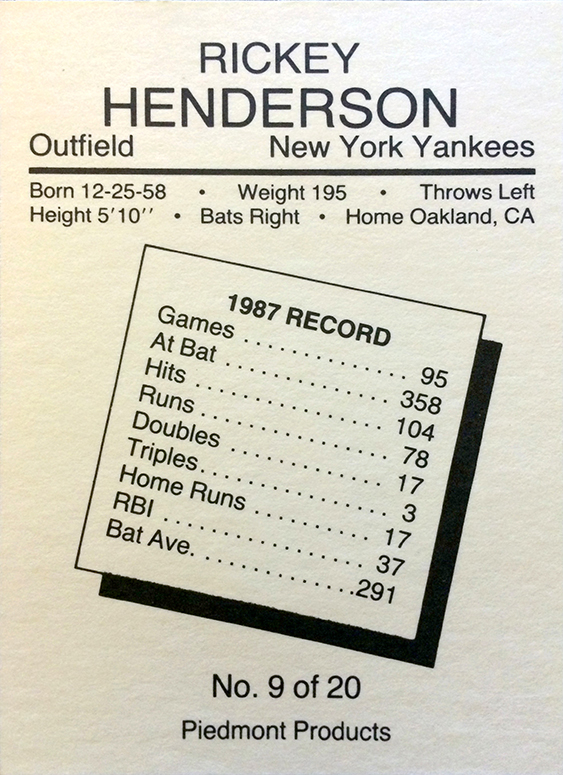 RICKEY
HENDERSON
Outfield New York Yankees
Born 12-25-58 • Weight 195 • Throws Left
Height 5'10'' • Bats Right • Home Oakland, CA
1987 RECORD
Games . . . . . . . . . . . . . . 95
At Bat . . . . . . . . . . . . . . 358
Hits . . . . . . . . . . . . . . . . 104
Runs . . . . . . . . . . . . . . . . 78
Doubles . . . . . . . . . . . . . 17
Triples. . . . . . . . . . . . . . . . 3
Home Runs . . . . . . . . . . 17
RBI . . . . . . . . . . . . . . . . . 37
Bat Ave. . . . . . . . . . . . . .291
No. 9 of 20
Piedmont Products